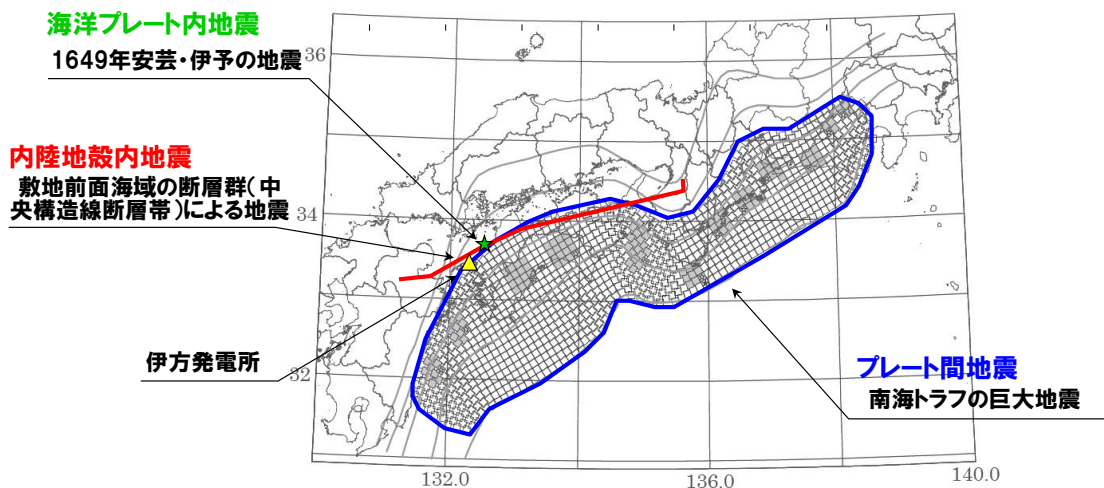 海洋プレート内地震
1649年安芸・伊予の地震
内陸地殻内地震
敷地前面海域の断層群(中
央構造線断層帯)による地震
伊方発電所
プレート間地震
南海トラフの巨大地震
36
34
32
132.0
136.0
140.0